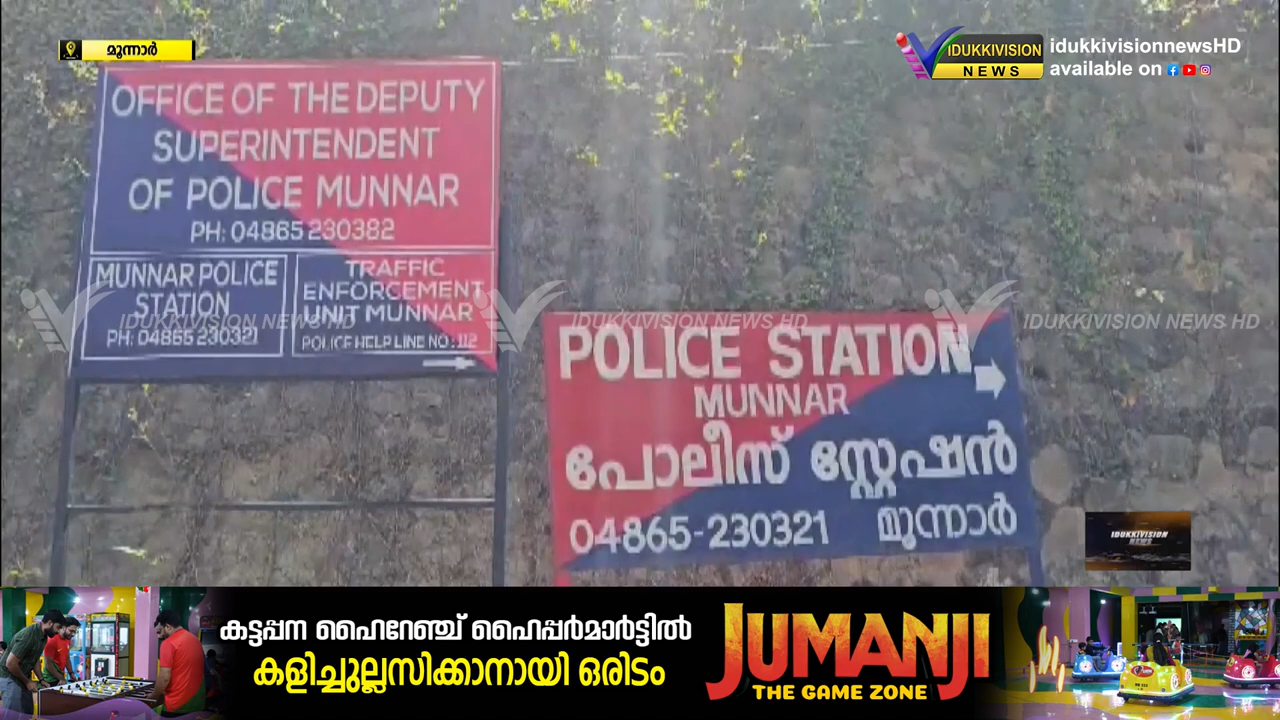 മൂന്നാർ
IDUKKIVISION
NEWS
idukkivisionnewsHD
available on
OFFICE OF THE DEPUTY
SUPERINTENDENT
OF POLICE MUNNAR
PH: 04865 230382
MUNNAR POLICE
STATION
PH: 04865 230321
TRAFFIC
ENFORCEMENT
UNIT MUNNAR
POLICE HELP LINE NO: 112
IDUKKIVISION NEWS HD
IDUKKIVISION NEWS HD
IDUKKIVISION NEWS HD
POLICE STATION
MUNNAR
പോലീസ് സ്റ്റേഷൻ
04865-230321 മൂന്നാർ
IDUKKIVISION
NEWS
കട്ടപ്പന ഹൈറേഞ്ച് ഹൈപ്പർമാർട്ടിൽ
കളിച്ചുല്ലസിക്കാനായി ഒരിടം
JUMANJI
THE GAME ZONE